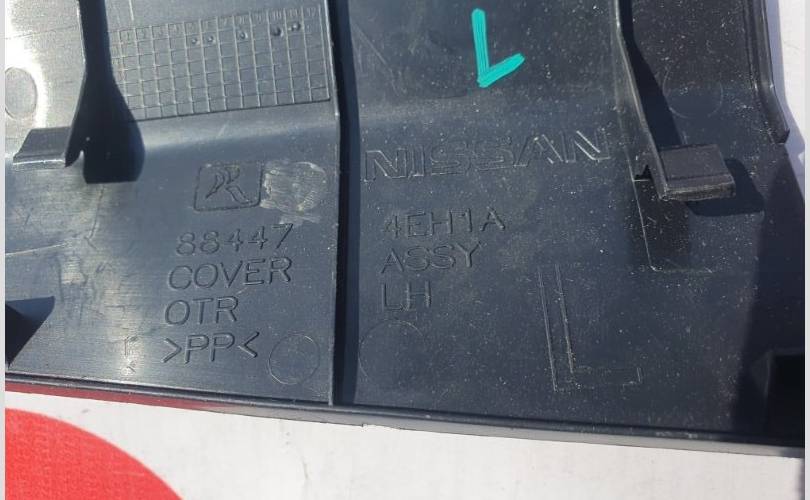 L
NISSAN
88447 4EH1A
COVER ASSY
OTR LH
>PP<
L